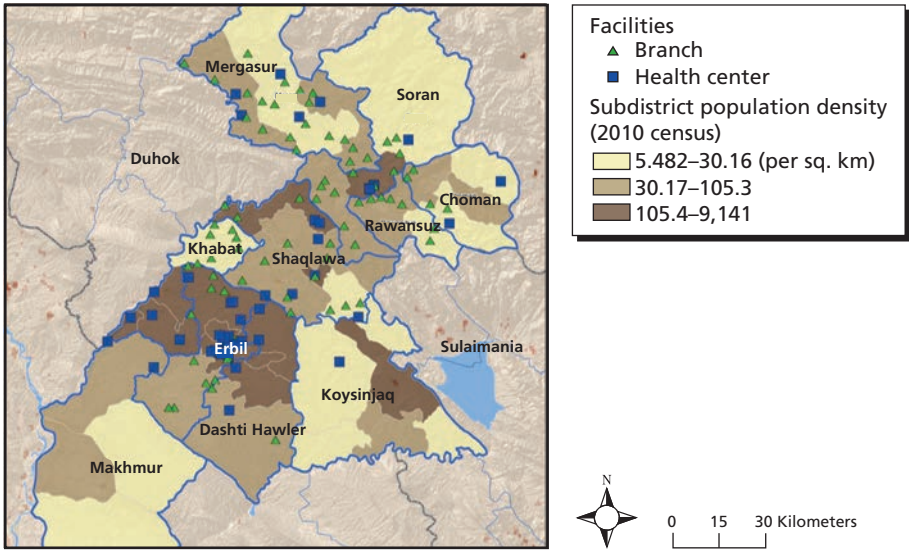 Mergasur
Soran
Duhok
Choman
Rawansuz
Khabat
Shaqlawa
Erbil
Sulaimania
Koysinjaq
Dashti Hawler
Makhmur
Facilities
Branch
Health center
Subdistrict population density
(2010 census)
5.482–30.16 (per sq. km)
30.17–105.3
105.4–9,141
N
0 15 30 Kilometers